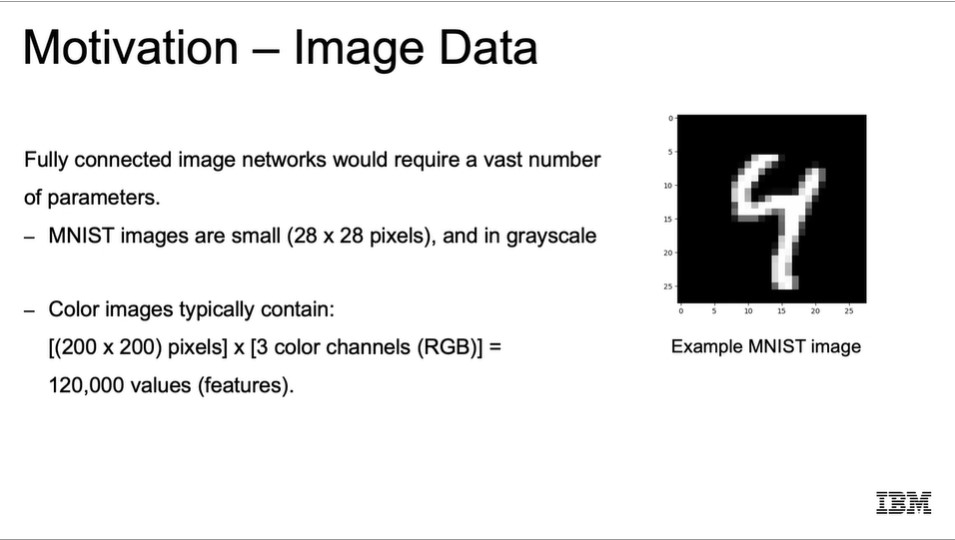 Motivation – Image Data
Fully connected image networks would require a vast number
of parameters.
– MNIST images are small (28 x 28 pixels), and in grayscale
– Color images typically contain:
[(200 x 200) pixels] x [3 color channels (RGB)] =
120,000 values (features).
0
5
10
15
20
25
0 5 10 15 20 25
Example MNIST image
IBM